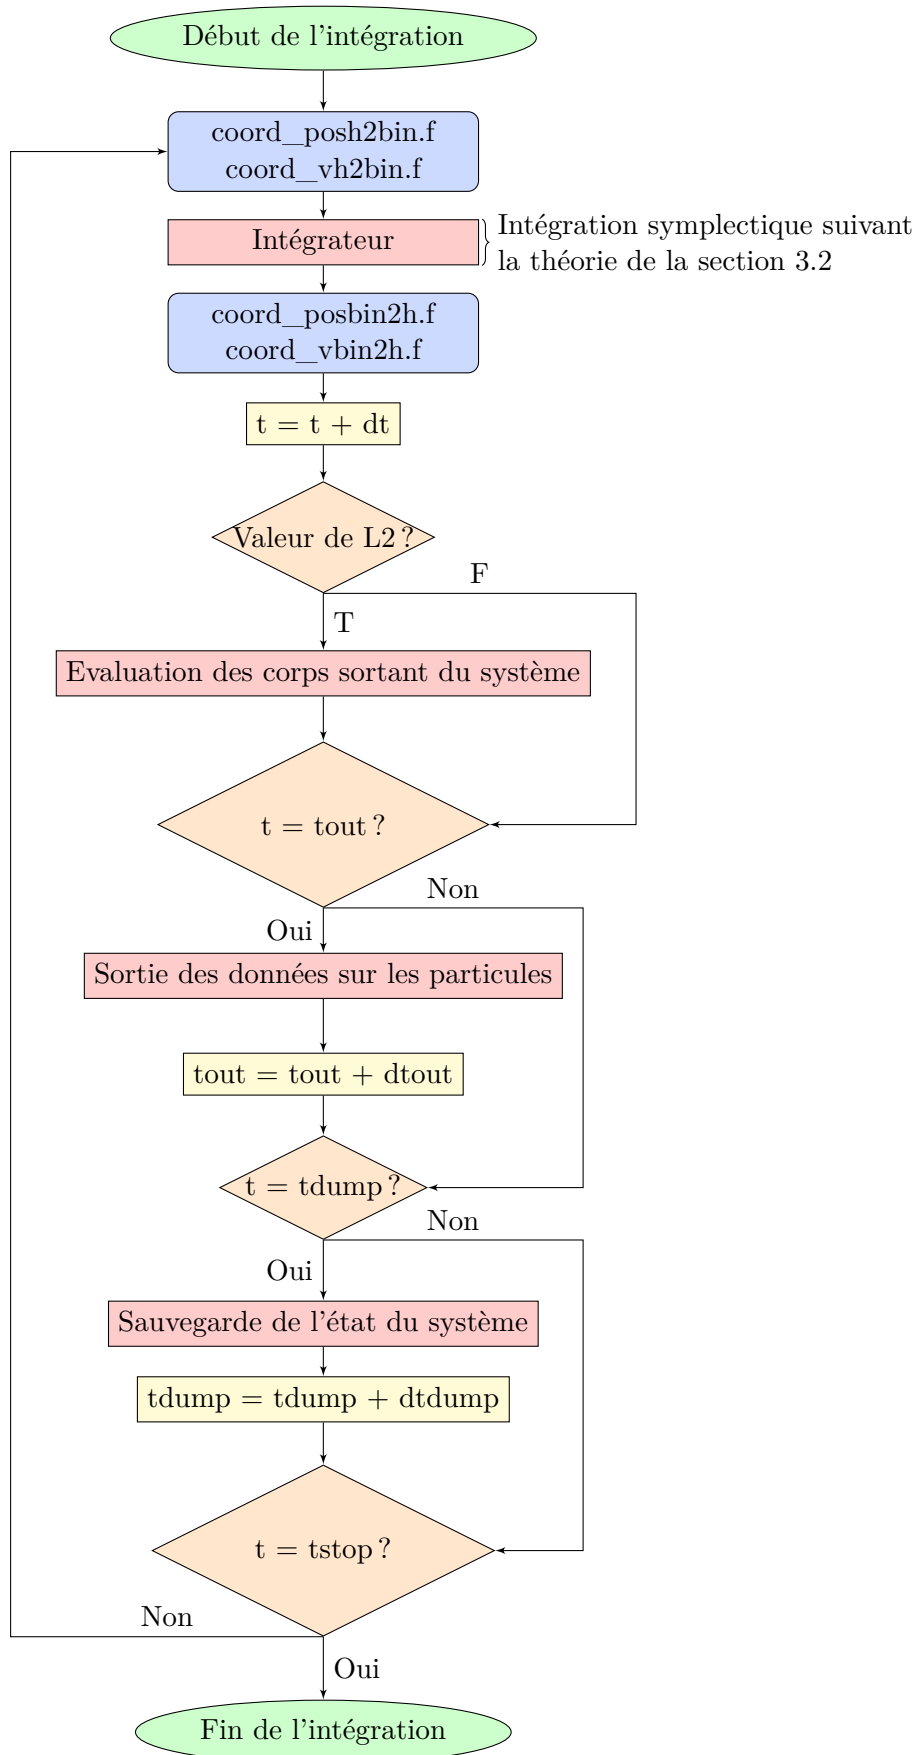 Début de l'intégration
coord_posh2bin.f
coord_vh2bin.f
Intégrateur
Intégration symplectique suivant
la théorie de la section 3.2
coord_posbin2h.f
coord_vbin2h.f
t = t + dt
Valeur de L2 ?
F
T
Evaluation des corps sortant du système
t = tout ?
Non
Oui
Sortie des données sur les particules
tout = tout + dtout
t = tdump ?
Non
Oui
Sauvegarde de l'état du système
tdump = tdump + dtdump
t = tstop ?
Non
Oui
Fin de l'intégration